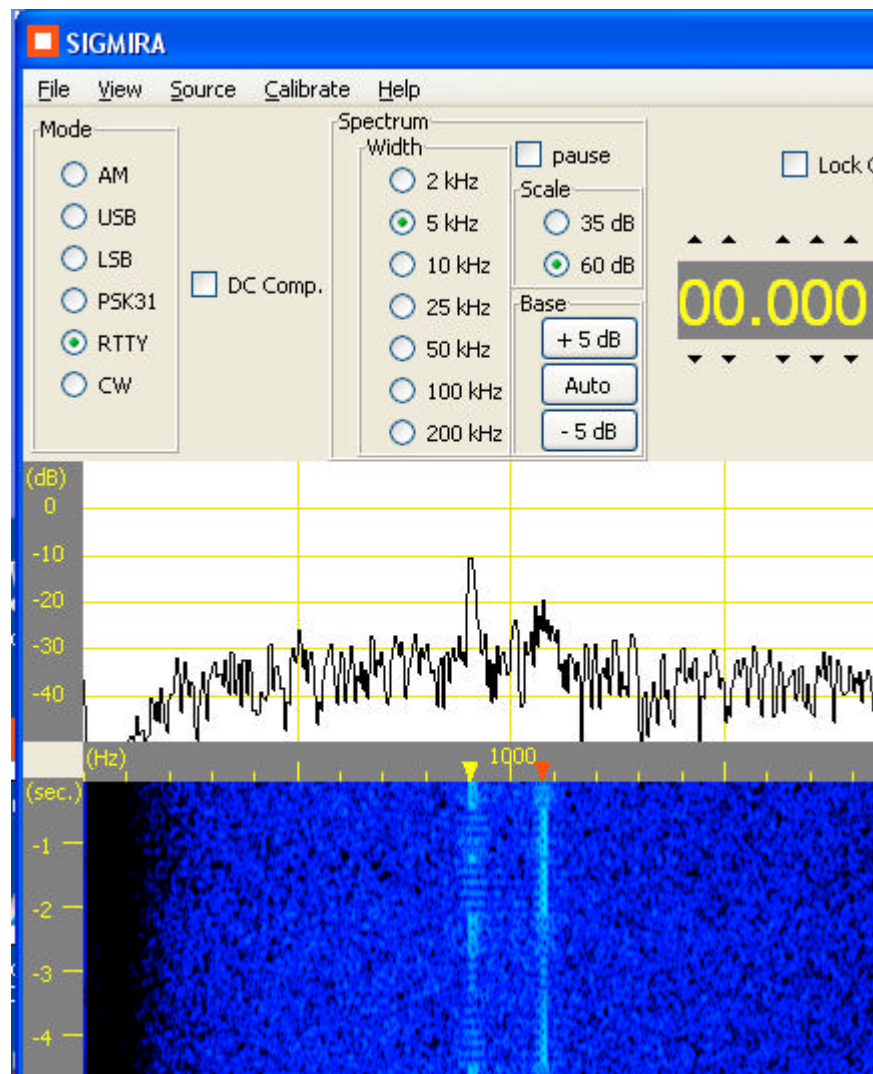 SIGMIRA
File View Source Calibrate Help
Mode
AM
USB
LSB
PSK31
RTTY
CW
DC Comp.
Spectrum
Width
2 kHz
5 kHz
10 kHz
25 kHz
50 kHz
100 kHz
200 kHz
pause
Scale
35 dB
60 dB
Base
+ 5 dB
Auto
- 5 dB
Lock
00.000
(dB)
0
-10
-20
-30
-40
(Hz) 1000
(sec.)
-1
-2
-3
-4